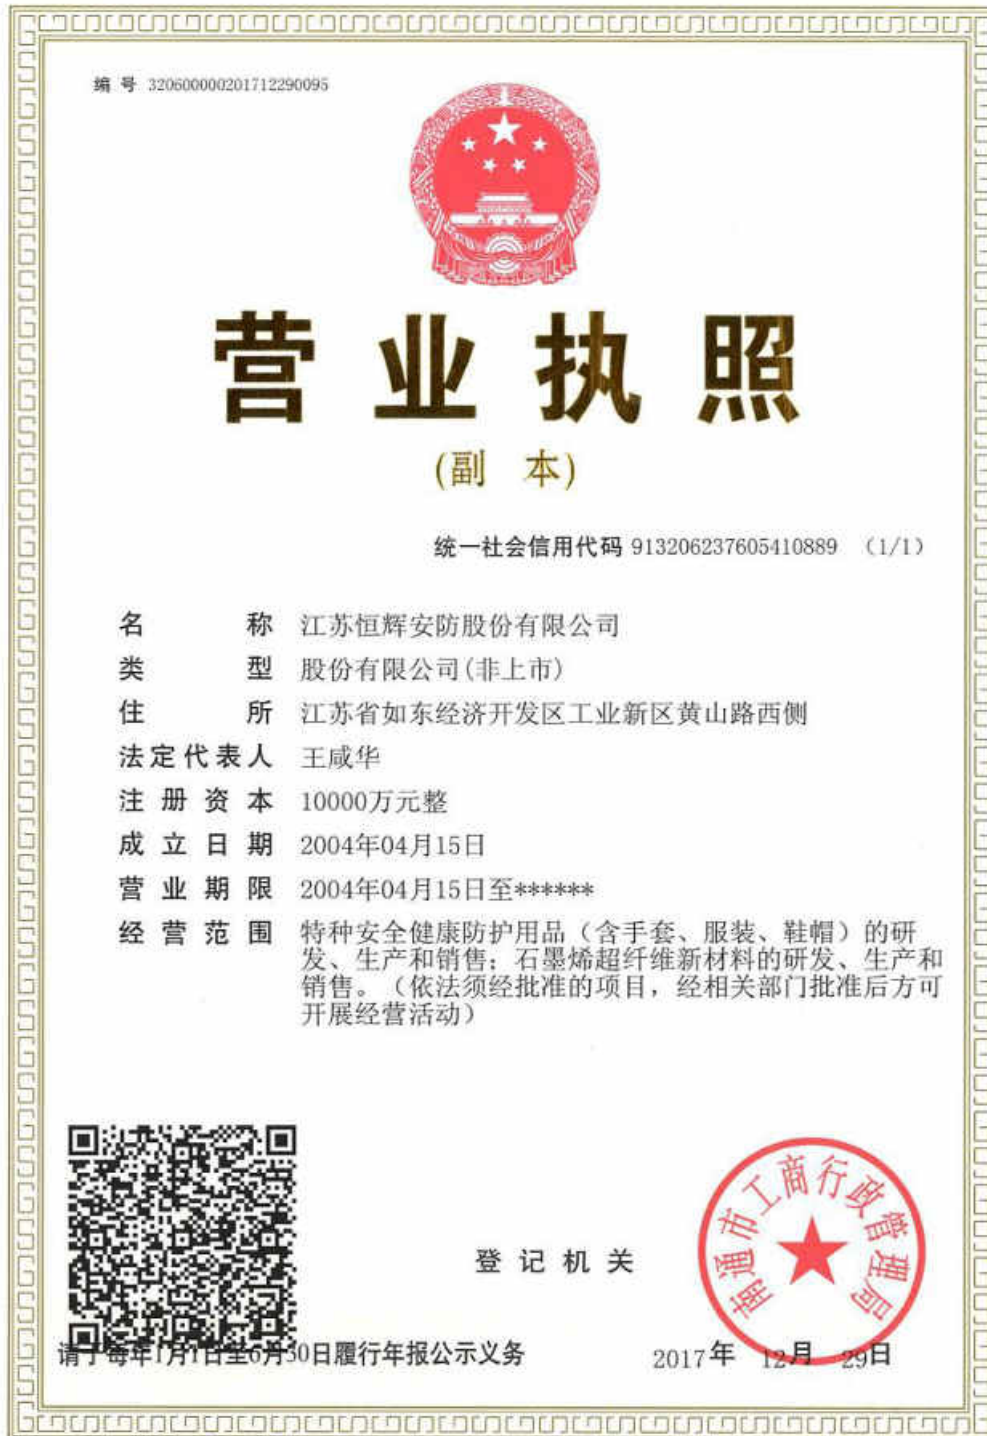 编 号 320600000201712290095
营业执照
(副 本)
统一社会信用代码 913206237605410889 （1/1）
名 称 江苏恒辉安防股份有限公司
类 型 股份有限公司(非上市)
住 所 江苏省如东经济开发区工业新区黄山路西侧
法定代表人 王咸华
注 册 资 本 10000万元整
成 立 日 期 2004年04月15日
营 业 期 限 2004年04月15日至******
经 营 范 围 特种安全健康防护用品（含手套、服装、鞋帽）的研
发、生产和销售；石墨烯超纤维新材料的研发、生产和
销售。（依法须经批准的项目，经相关部门批准后方可
开展经营活动）
南通市工商行政管理局
登 记 机 关
请于每年1月1日至6月30日履行年报公示义务
2017年 12月 29日